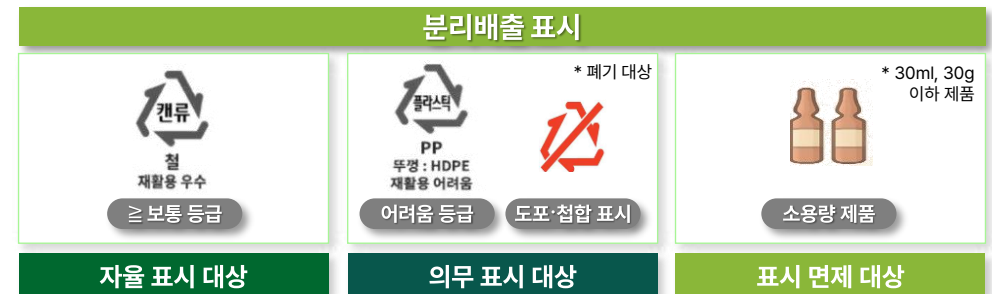 분리배출 표시
캔류
철
재활용 우수
≧ 보통 등급
자율 표시 대상
플라스틱
PP
뚜껑 : HDPE
재활용 어려움
어려움 등급
* 폐기 대상
도포·첩합 표시
의무 표시 대상
* 30ml, 30g
이하 제품
소용량 제품
표시 면제 대상